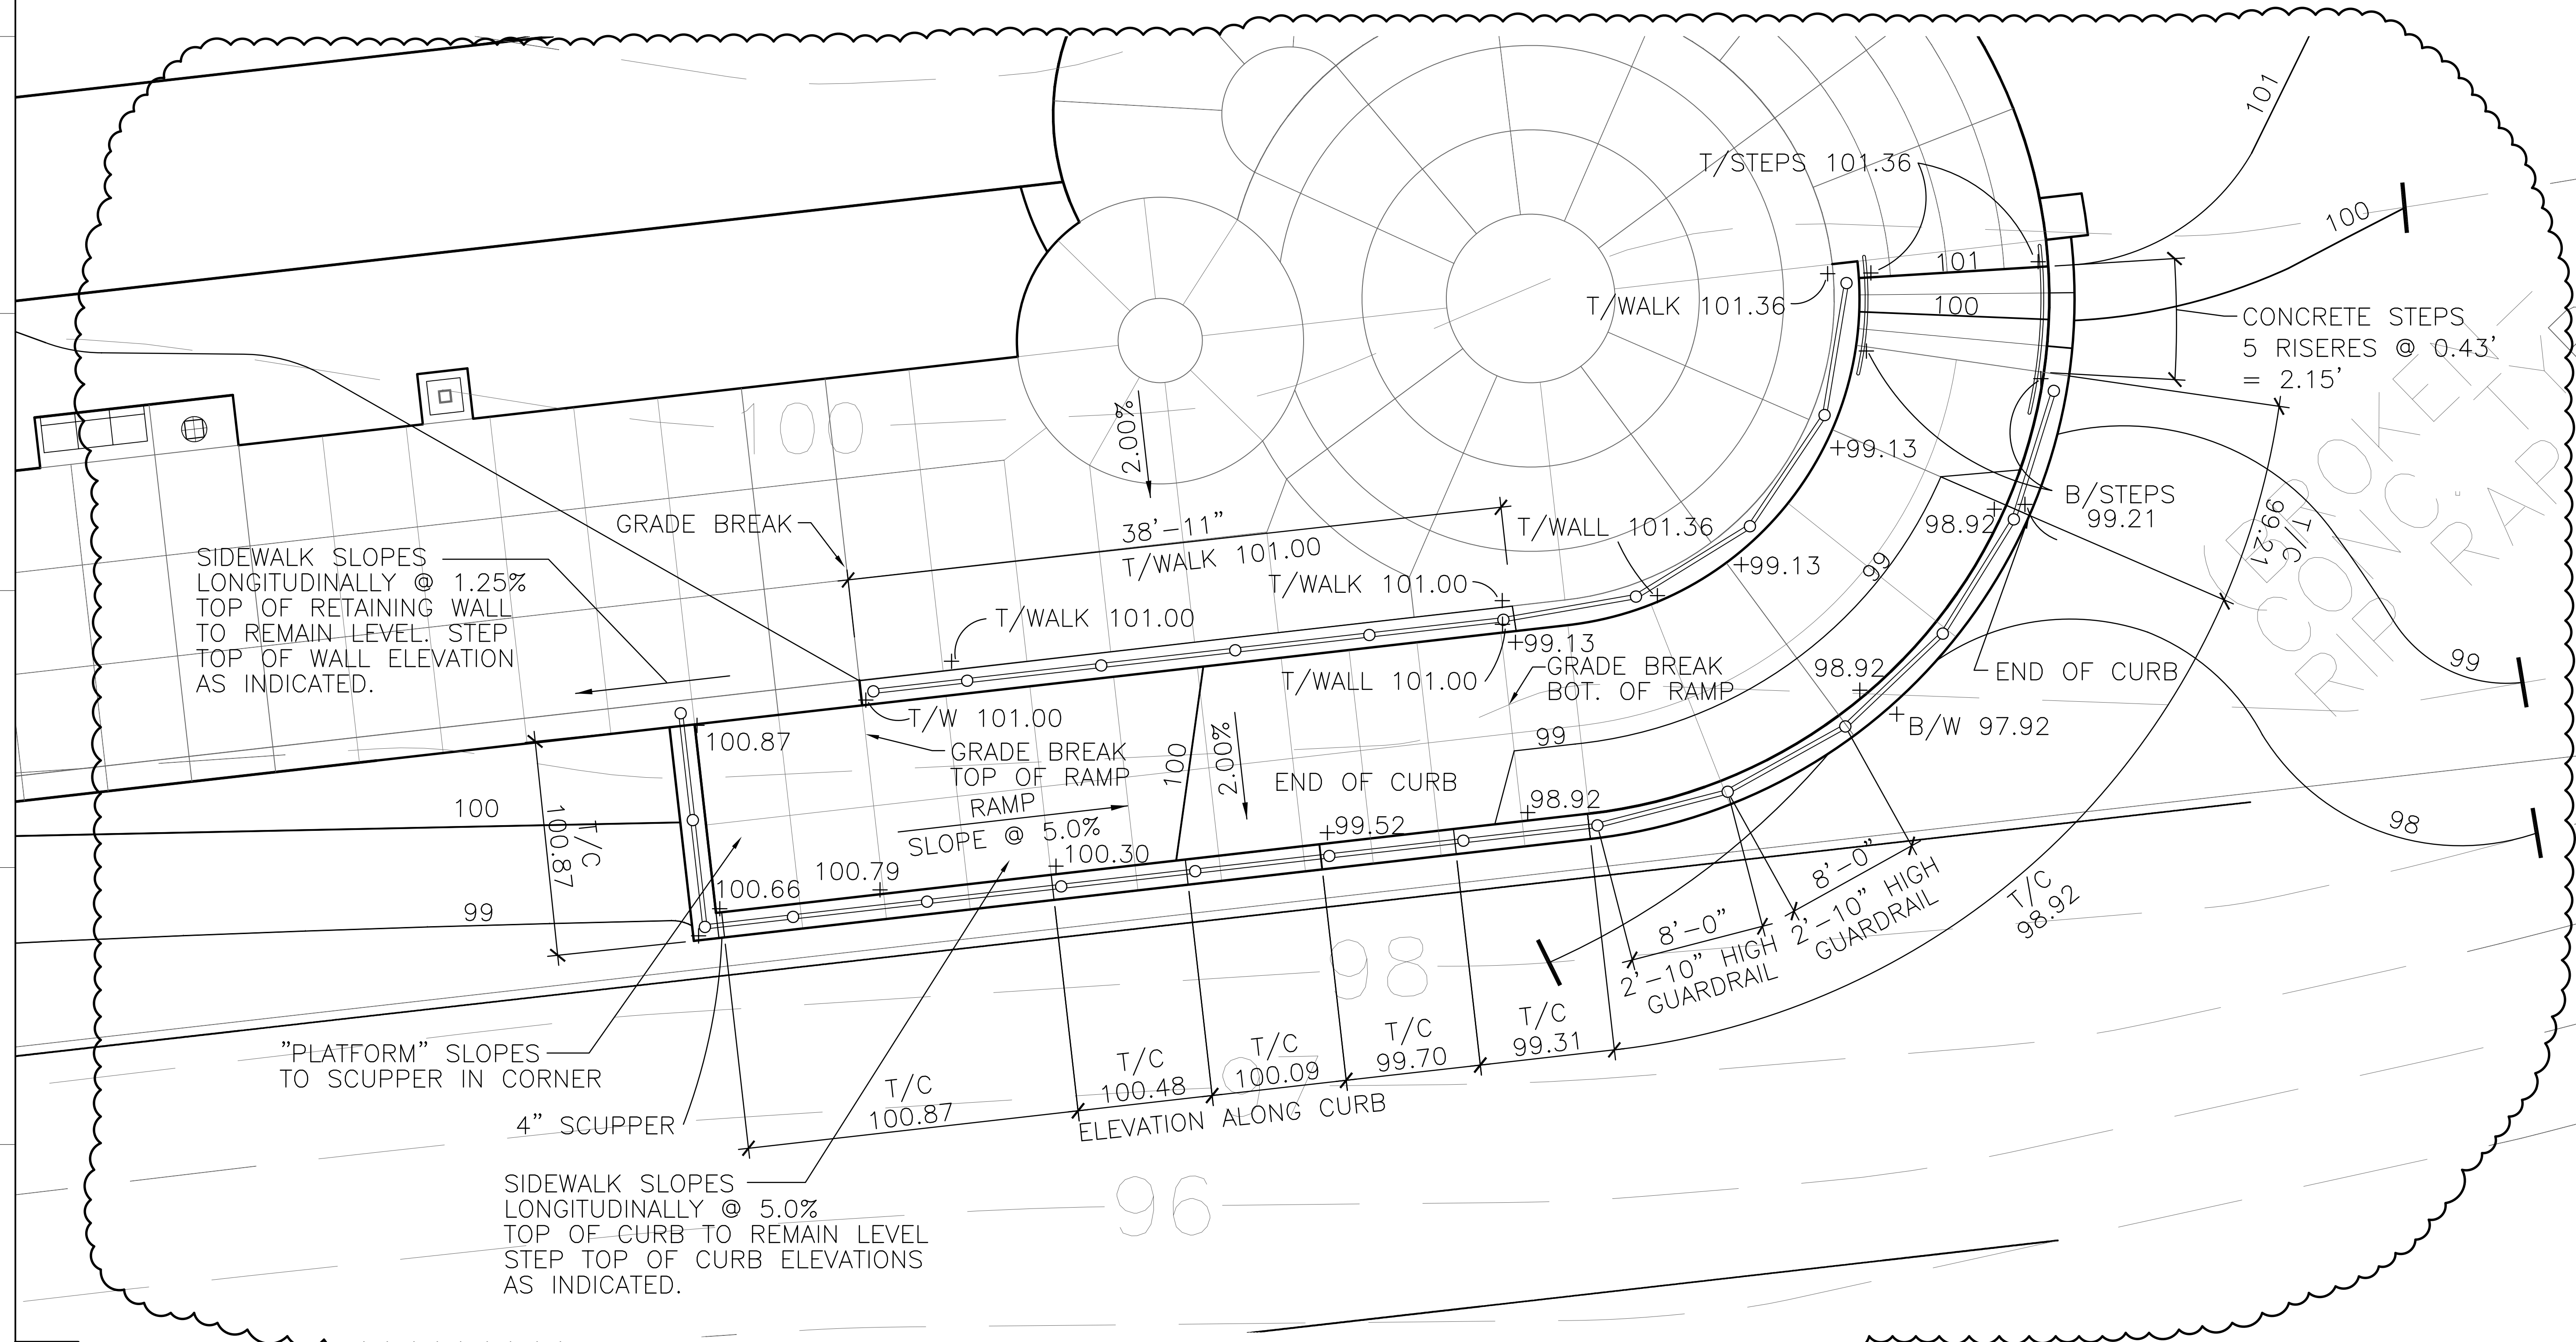 101
100
T/STEPS 101.36
T/WALK 101.36
101
100
CONCRETE STEPS
5 RISERES @ 0.43'
= 2.15'
100
2.00%
GRADE BREAK
38'-11"
T/WALK 101.00
T/WALL 101.36
T/WALK 101.00
T/WALK 101.00
+99.13
+99.13
+99.13
B/STEPS
99.21
98.92
T/C
99.21
(BROKEN
CONC.
RIP RAP
99
SIDEWALK SLOPES
LONGITUDINALLY @ 1.25%
TOP OF RETAINING WALL
TO REMAIN LEVEL. STEP
TOP OF WALL ELEVATION
AS INDICATED.
T/WALL 101.00
GRADE BREAK
BOT. OF RAMP
98.92
END OF CURB
99
B/W 97.92
99
T/W 101.00
100.87
GRADE BREAK
TOP OF RAMP
RAMP
SLOPE @ 5.0%
100
2.00%
END OF CURB
98.92
99.52
100.30
100.79
100.66
100
T/C
100.87
99
98
8'-0"
2'-10" HIGH
GUARDRAIL
8'-0"
2'-10" HIGH
GUARDRAIL
T/C
98.92
98
"PLATFORM" SLOPES
TO SCUPPER IN CORNER
4" SCUPPER
T/C
100.87
T/C
100.48
T/C
100.09
T/C
99.70
T/C
99.31
97
ELEVATION ALONG CURB
SIDEWALK SLOPES
LONGITUDINALLY @ 5.0%
TOP OF CURB TO REMAIN LEVEL
STEP TOP OF CURB ELEVATIONS
AS INDICATED.
96